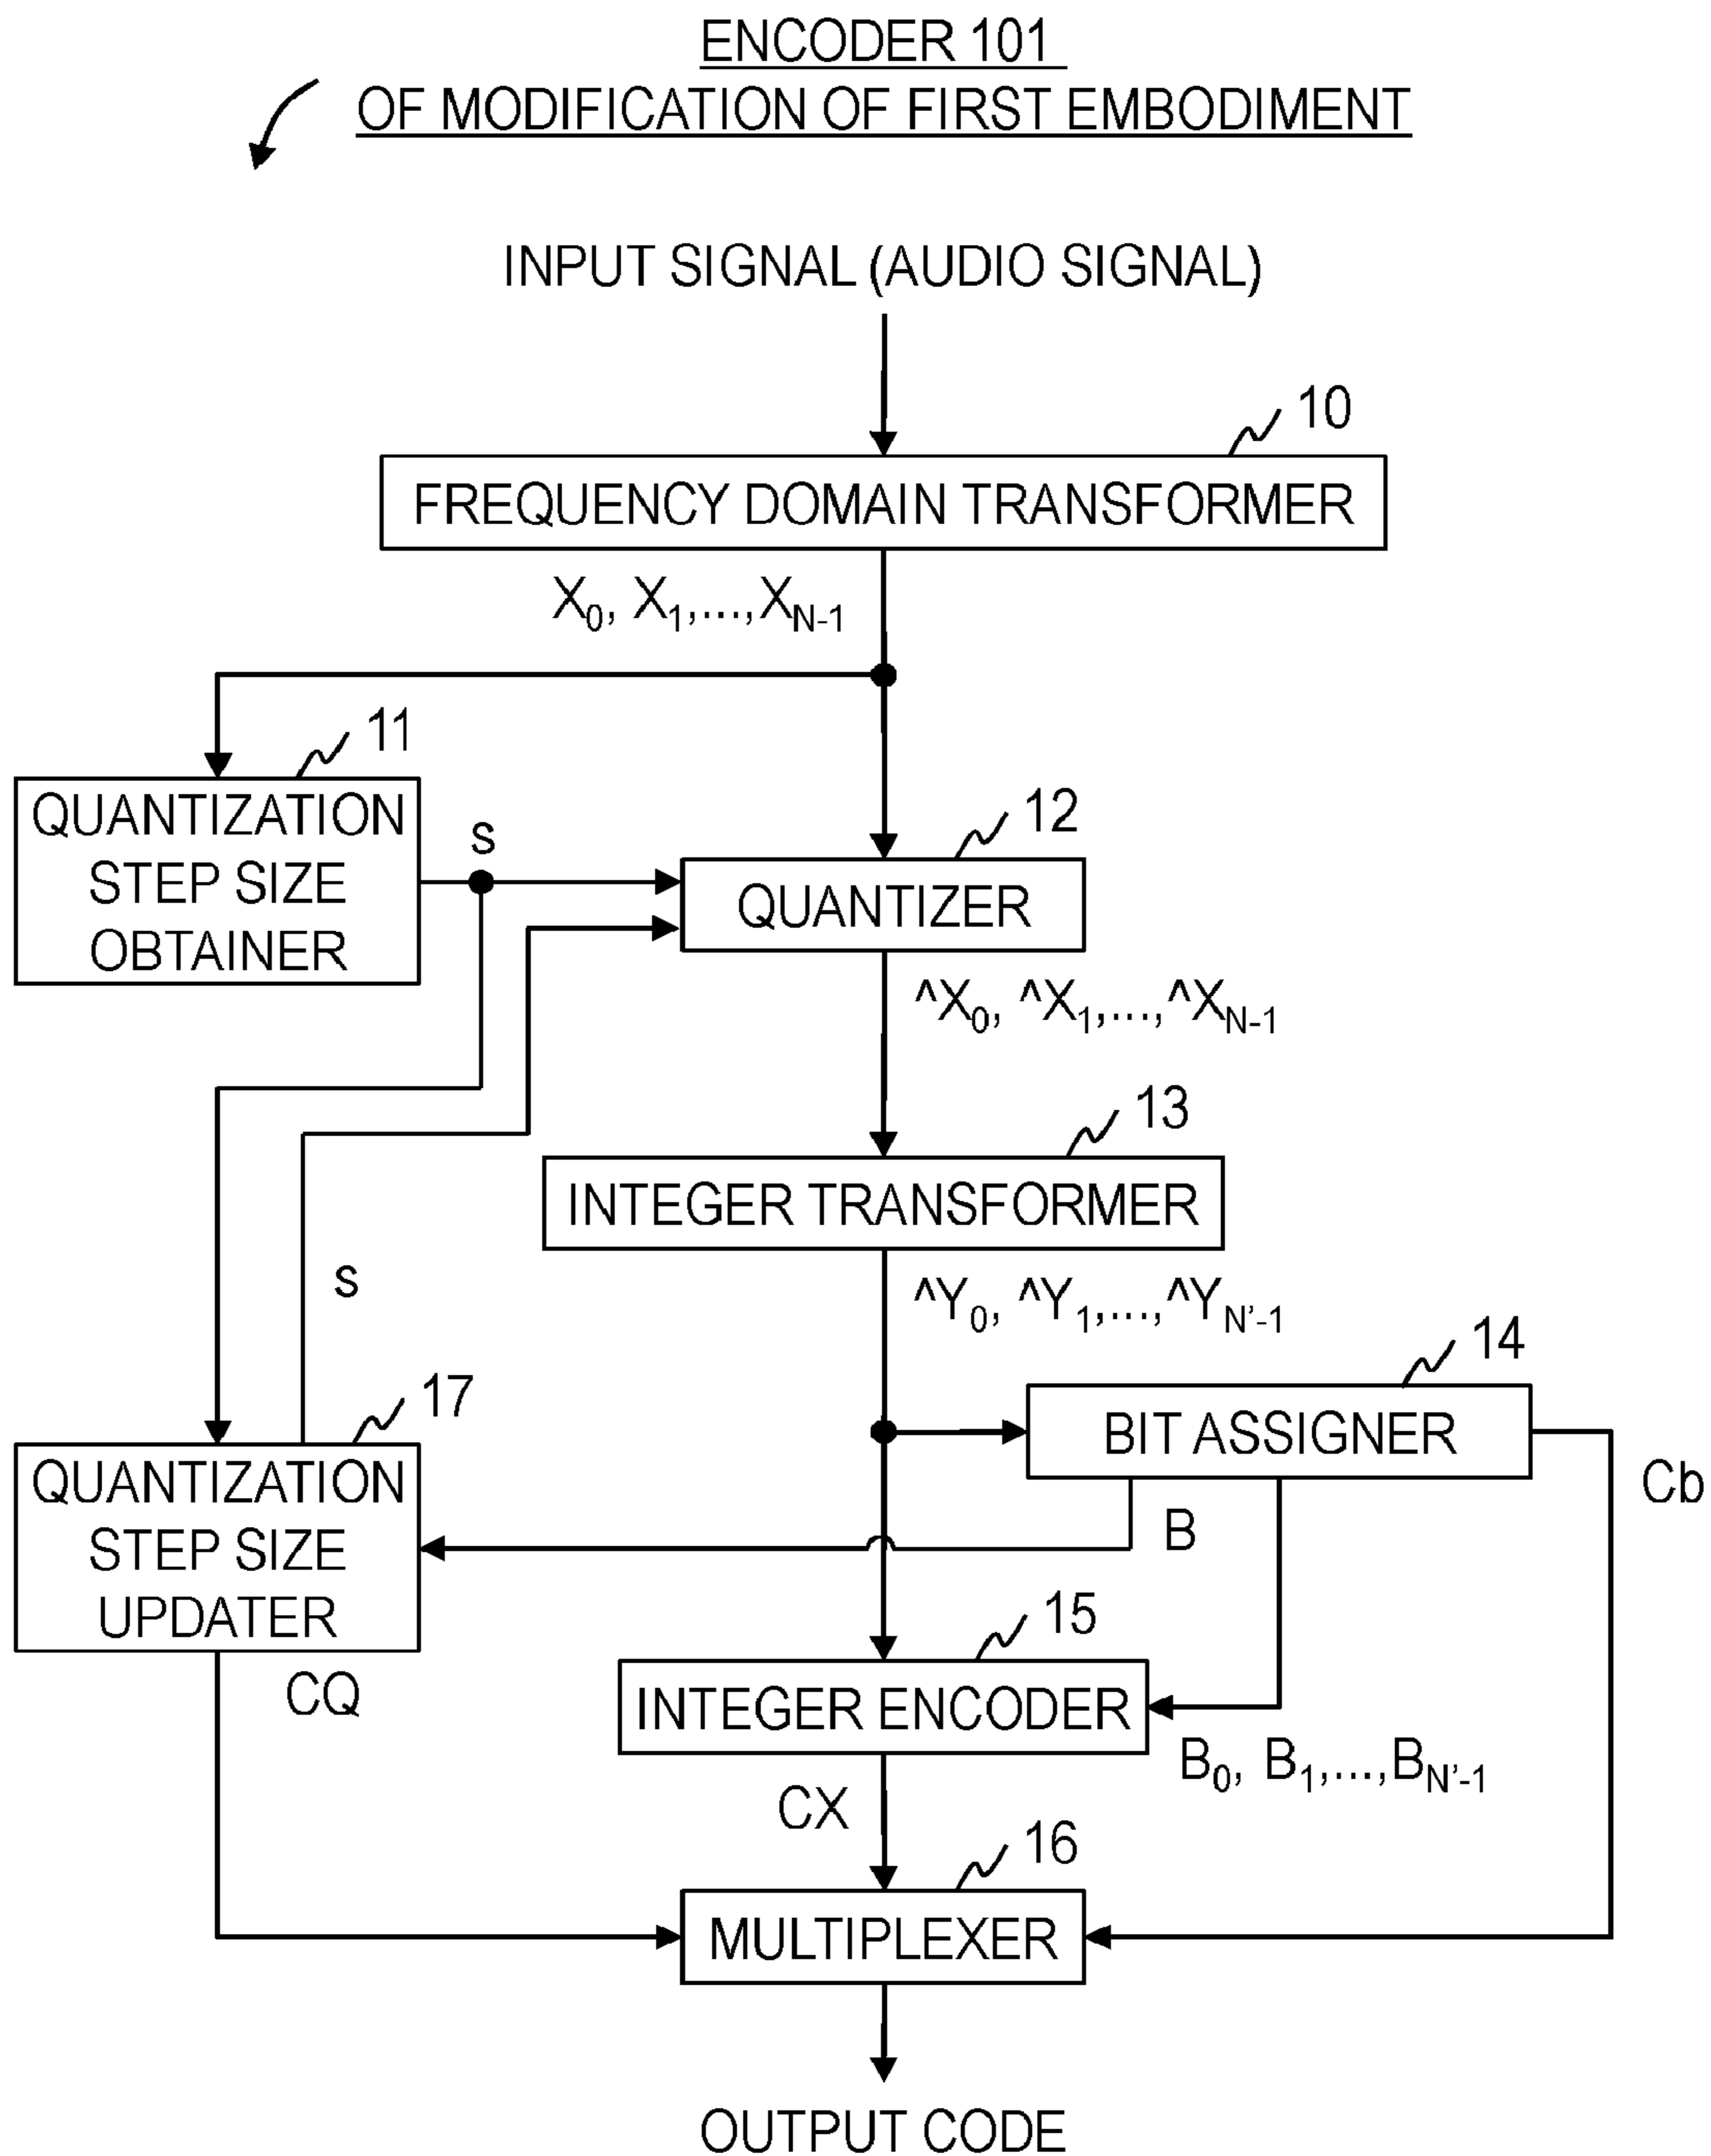 ENCODER 101
OF MODIFICATION OF FIRST EMBODIMENT
INPUT SIGNAL (AUDIO SIGNAL)
10
FREQUENCY DOMAIN TRANSFORMER
X0, X1,...,XN-1
11
QUANTIZATION
STEP SIZE
OBTAINER
s
12
QUANTIZER
^X0, ^X1,...,^XN-1
13
INTEGER TRANSFORMER
s
^Y0, ^Y1,...,^YN'-1
14
BIT ASSIGNER
Cb
17
QUANTIZATION
STEP SIZE
UPDATER
B
CQ
15
INTEGER ENCODER
B0, B1,...,BN'-1
CX
16
MULTIPLEXER
OUTPUT CODE